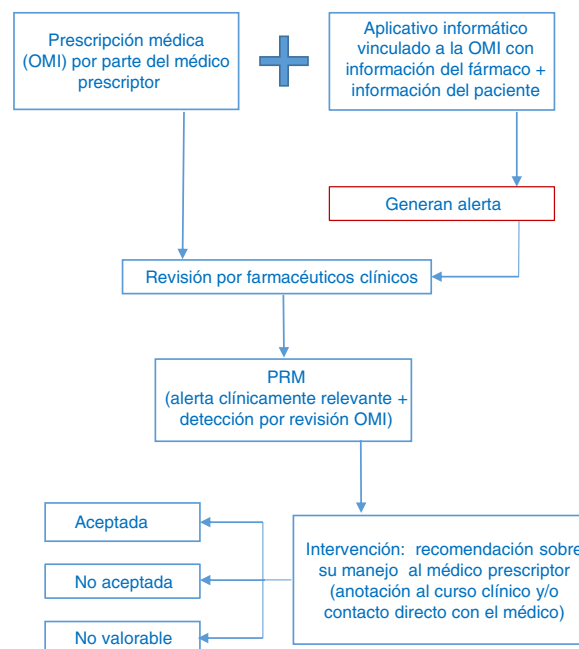 Prescripción médica
(OMI) por parte del médico
prescriptor
Aplicativo informático
vinculado a la OMI con
información del fármaco +
información del paciente
Generan alerta
Revisión por farmacéuticos clínicos
PRM
(alerta clínicamente relevante +
detección por revisión OMI)
Aceptada
No aceptada
No valorable
Intervención: recomendación sobre
su manejo al médico prescriptor
(anotación al curso clínico y/o
contacto directo con el médico)